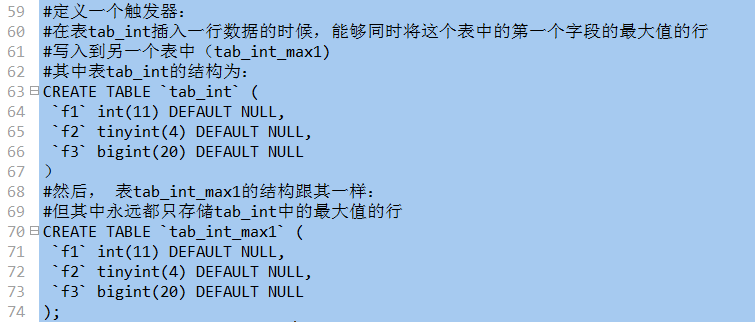 59 #定义一个触发器：
60 #在表tab_int插入一行数据的时候，能够同时将这个表中的第一个字段的最大值的行
61 #写入到另一个表中（tab_int_max1)
62 #其中表tab_int的结构为：
63 CREATE TABLE `tab_int` (
64 `f1` int(11) DEFAULT NULL,
65 `f2` tinyint(4) DEFAULT NULL,
66 `f3` bigint(20) DEFAULT NULL
67 ）
68 #然后， 表tab_int_max1的结构跟其一样：
69 #但其中永远都只存储tab_int中的最大值的行
70 CREATE TABLE `tab_int_max1` (
71 `f1` int(11) DEFAULT NULL,
72 `f2` tinyint(4) DEFAULT NULL,
73 `f3` bigint(20) DEFAULT NULL
74 );